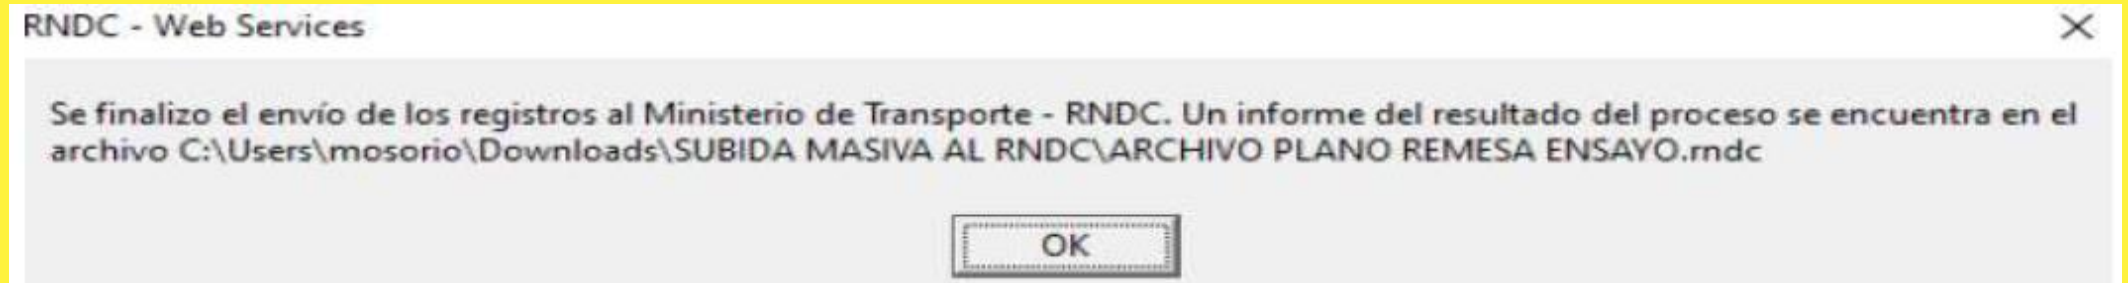 RNDC - Web Services
Se finalizo el envío de los registros al Ministerio de Transporte - RNDC. Un informe del resultado del proceso se encuentra en el
archivo C:\Users\mosorio\Downloads\SUBIDA MASIVA AL RNDC\ARCHIVO PLANO REMESA ENSAYO.rndc
OK